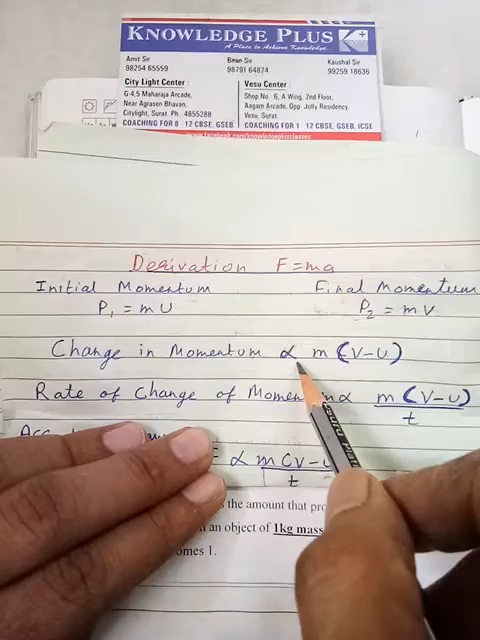 KNOWLEDGE PLUS
A Place to Achieve Knowledge
Amit Sir
98254 65559
98791 64874
Kaushal Sir
99259 18636
City Light Center :
G-4,5 Maharaja Arcade,
Near Agrasen Bhavan,
Citylight, Surat. Ph. 4855288
COACHING FOR 8 12 CBSE, GSEB
Vesu Center :
Shop No : 6, A Wing, 2nd Floor,
Aagam Arcade, Opp. Jolly Residency.
Vesu, Surat.
COACHING FOR 1 12 CBSE, GSEB, ICSE
www.facebook.com/knowledgeplusclasses
Derivation F=ma
Initial Momentum
P1 = mU
Final Momentum
P2 = mV
Change in Momentum ∝ m(V-U)
Rate of Change of Momen ∝ m(V-U)/t
∝ m(V-U/t
s the amount that pro
n an object of 1kg mass
omes 1.